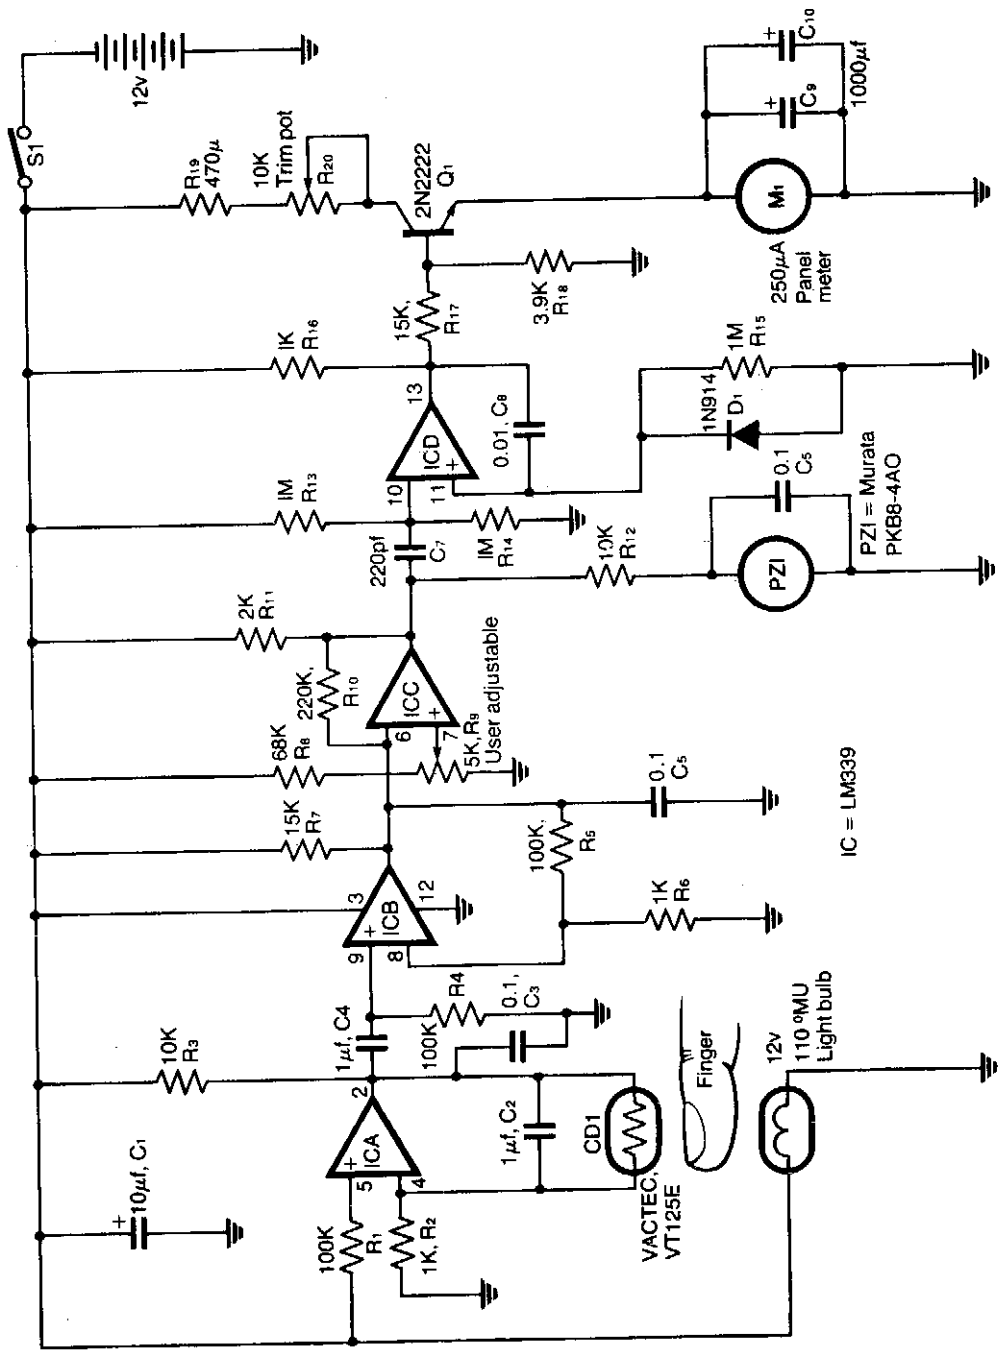 10µf, C1
+
100K
R1
1K, R2
5
4
+
ICA
2
10K
R3
1µf, C4
1µf, C2
CD1
VACTEC,
VT125E
Finger
12v
110 ºMU
Light bulb
100K
R4
0.1,
C3
9
8
+
ICB
3
12
15K
R7
100K,
R5
1K
R6
0.1
C5
68K
R8
5K, R9
User adjustable
6
7
+
ICC
220K,
R10
2K
R11
220pf
C7
IM
R13
IM
R14
10K
R12
PZI
0.1
C5
PZI = Murata
PKB8-4AO
10
11
+
ICD
13
0.01, C8
IK
R16
15K,
R17
3.9K
R18
1N914
D1
1M
R15
2N2222
Q1
R19
470µ
10K
Trim pot
R20
S1
12v
250µA
Panel
meter
M1
+
C9
+
C10
1000µf
IC = LM339